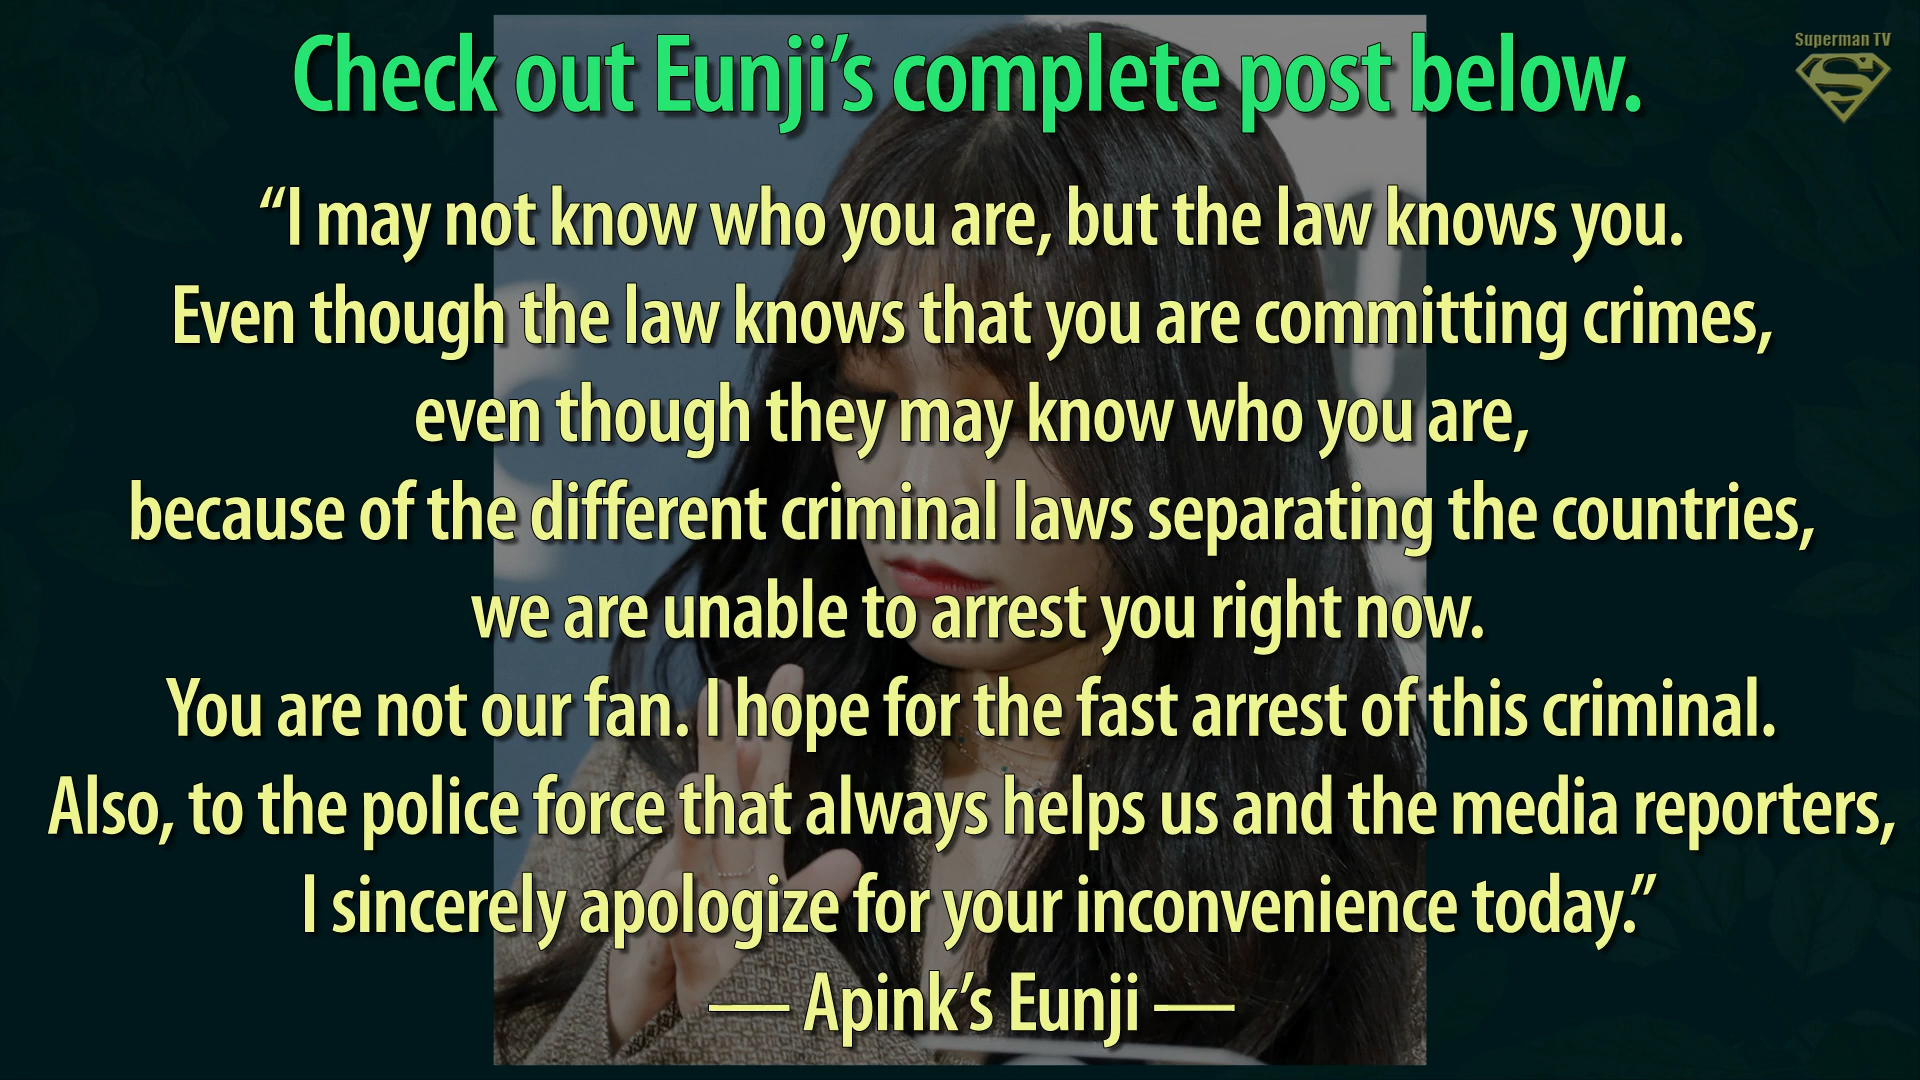 Check out Eunji’s complete post below.
Superman TV
“I may not know who you are, but the law knows you.
Even though the law knows that you are committing crimes,
even though they may know who you are,
because of the different criminal laws separating the countries,
we are unable to arrest you right now.
You are not our fan. I hope for the fast arrest of this criminal.
Also, to the police force that always helps us and the media reporters,
I sincerely apologize for your inconvenience today.”
— Apink’s Eunji —